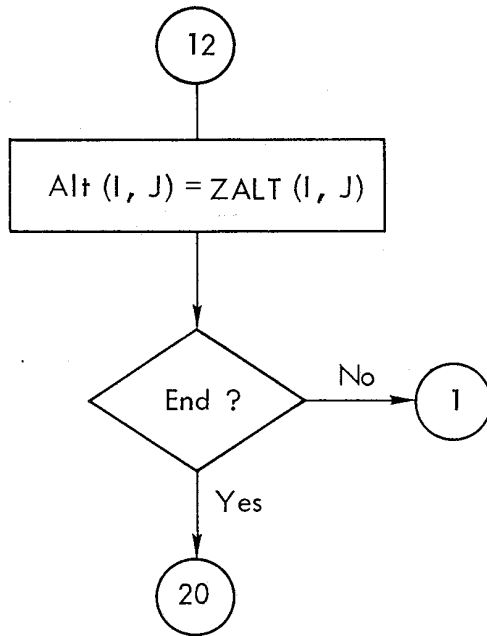 12
Alt (I, J) = ZALT (I, J)
End ?
No
1
Yes
20